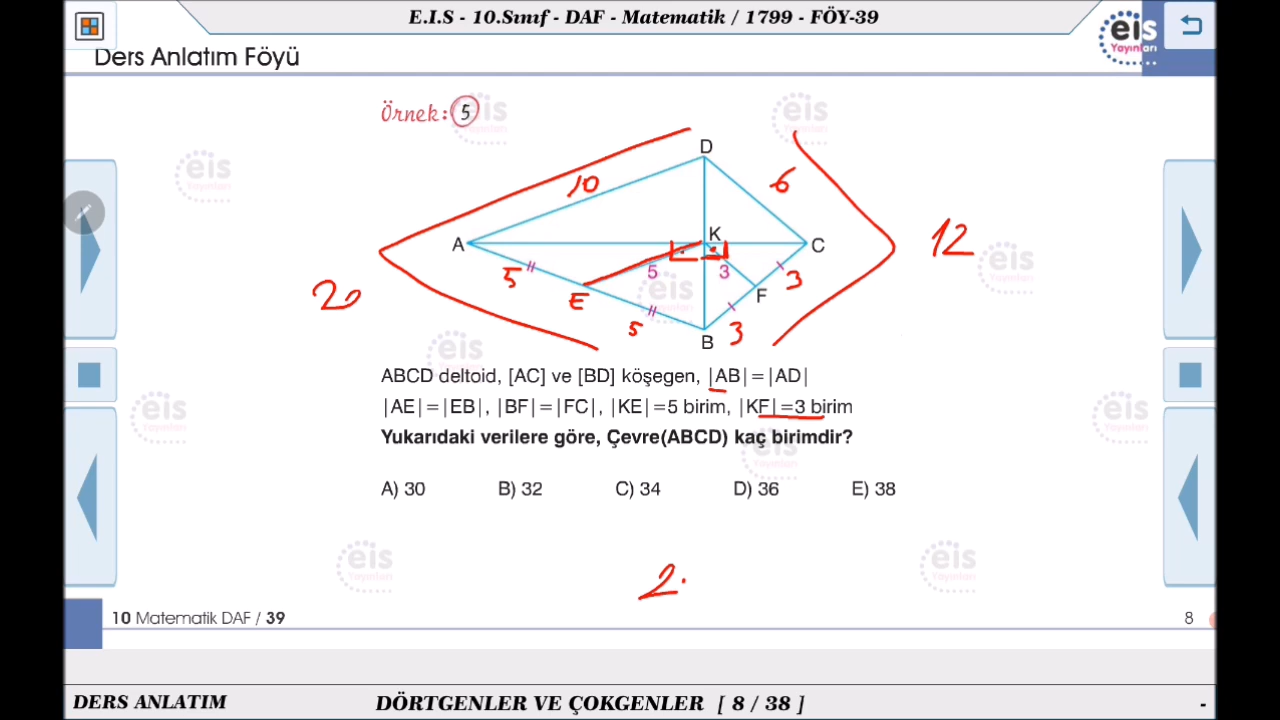 E.I.S - 10.Sınıf - DAF - Matematik / 1799 - FÖY-39
eis
Yayınları
Ders Anlatım Föyü
Örnek: 5
D
10
6
A
K
C
12
5
5
3
3
20
E
F
5
3
B
ABCD deltoid, [AC] ve [BD] köşegen, |AB|=|AD|
|AE|=|EB|, |BF|=|FC|, |KE|=5 birim, |KF|=3 birim
Yukarıdaki verilere göre, Çevre(ABCD) kaç birimdir?
A) 30 B) 32 C) 34 D) 36 E) 38
2.
10 Matematik DAF / 39
8
DERS ANLATIM DÖRTGENLER VE ÇOKGENLER [ 8 / 38 ] -